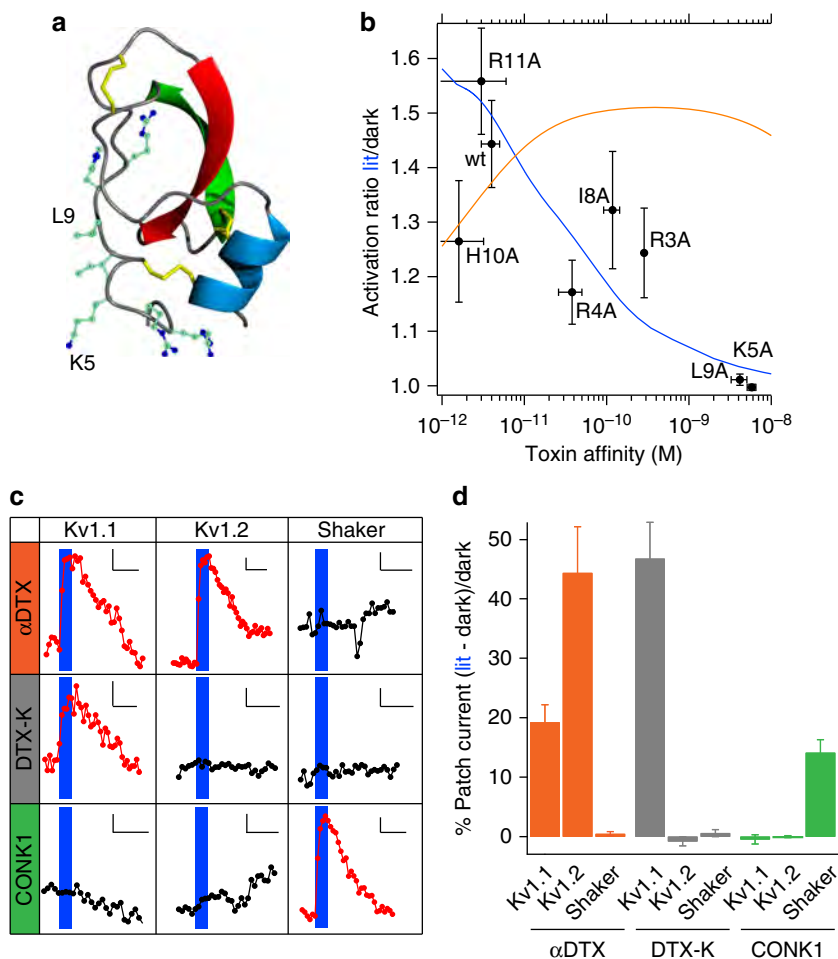 a
L9
K5
b
Activation ratio lit/dark
1.6
1.5
1.4
1.3
1.2
1.1
1.0
R11A
wt
H10A
I8A
R3A
R4A
K5A
L9A
10⁻¹² 10⁻¹¹ 10⁻¹⁰ 10⁻⁹ 10⁻⁸
Toxin affinity (M)
c
Kv1.1 Kv1.2 Shaker
αDTX
DTX-K
CONK1
d
% Patch current (lit - dark)/dark
50
40
30
20
10
0
Kv1.1 Kv1.2 Shaker Kv1.1 Kv1.2 Shaker Kv1.1 Kv1.2 Shaker
αDTX DTX-K CONK1